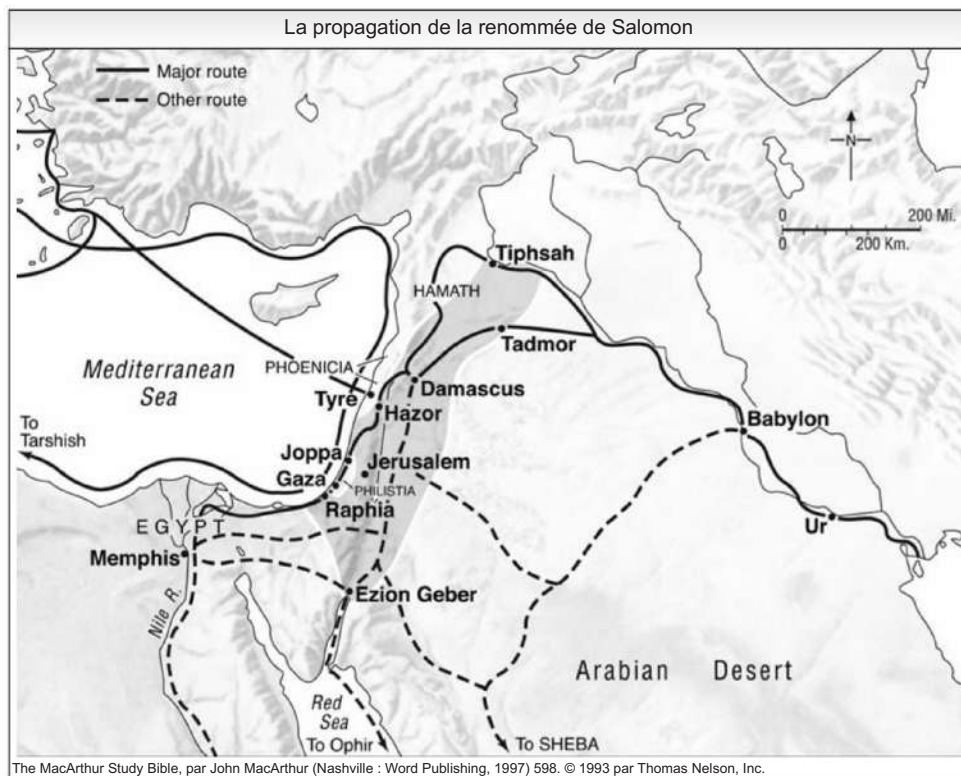 La propagation de la renommée de Salomon
Major route
Other route
N
0 200 Mi.
0 200 Km.
Tiphsah
HAMATH
Tadmor
Mediterranean
Sea
PHOENICIA
Damascus
Tyre
Hazor
To
Tarshish
Babylon
Joppa
Jerusalem
Gaza
PHILISTIA
Raphia
EGYPT
Ur
Memphis
Ezion Geber
Nile R.
Arabian Desert
Red
Sea
To Ophir
To SHEBA
The MacArthur Study Bible, par John MacArthur (Nashville : Word Publishing, 1997) 598. © 1993 par Thomas Nelson, Inc.